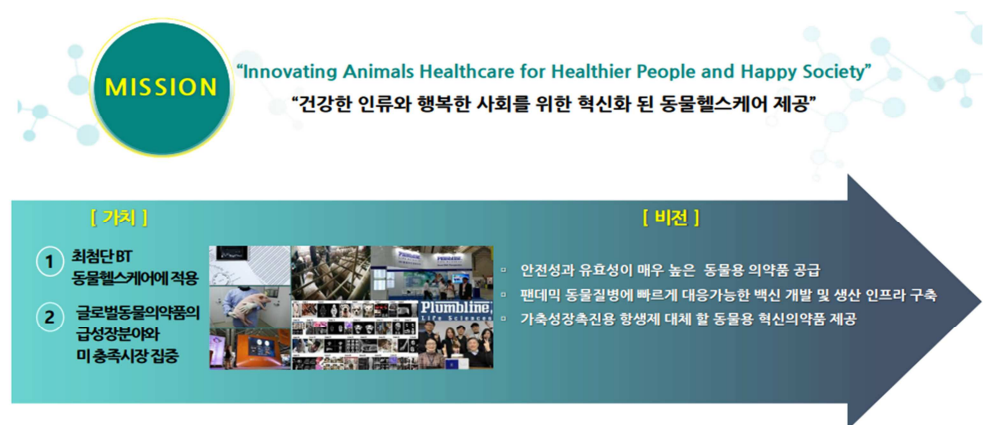 MISSION
“Innovating Animals Healthcare for Healthier People and Happy Society”
“건강한 인류와 행복한 사회를 위한 혁신화 된 동물헬스케어 제공”
[ 가치 ]
1 최첨단 BT
동물헬스케어에 적용
2 글로벌동물의약품의
급성장분야와
미 충족시장 집중
Plumbline
Life Sciences
[ 비전 ]
▫ 안전성과 유효성이 매우 높은 동물용 의약품 공급
▫ 팬데믹 동물질병에 빠르게 대응가능한 백신 개발 및 생산 인프라 구축
▫ 가축성장촉진용 항생제 대체 할 동물용 혁신의약품 제공